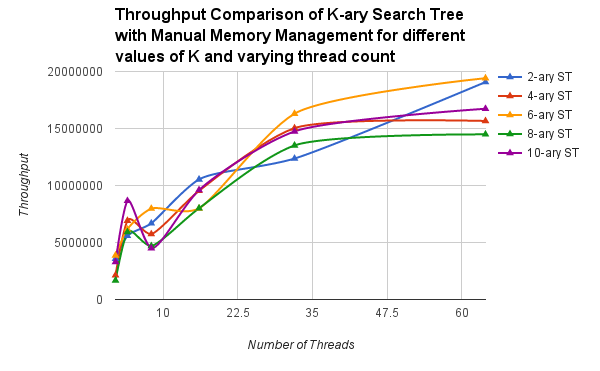 Throughput Comparison of K-ary Search Tree
with Manual Memory Management for different
values of K and varying thread count
20000000
15000000
10000000
5000000
0
Throughput
10
22.5
35
47.5
60
Number of Threads
2-ary ST
4-ary ST
6-ary ST
8-ary ST
10-ary ST